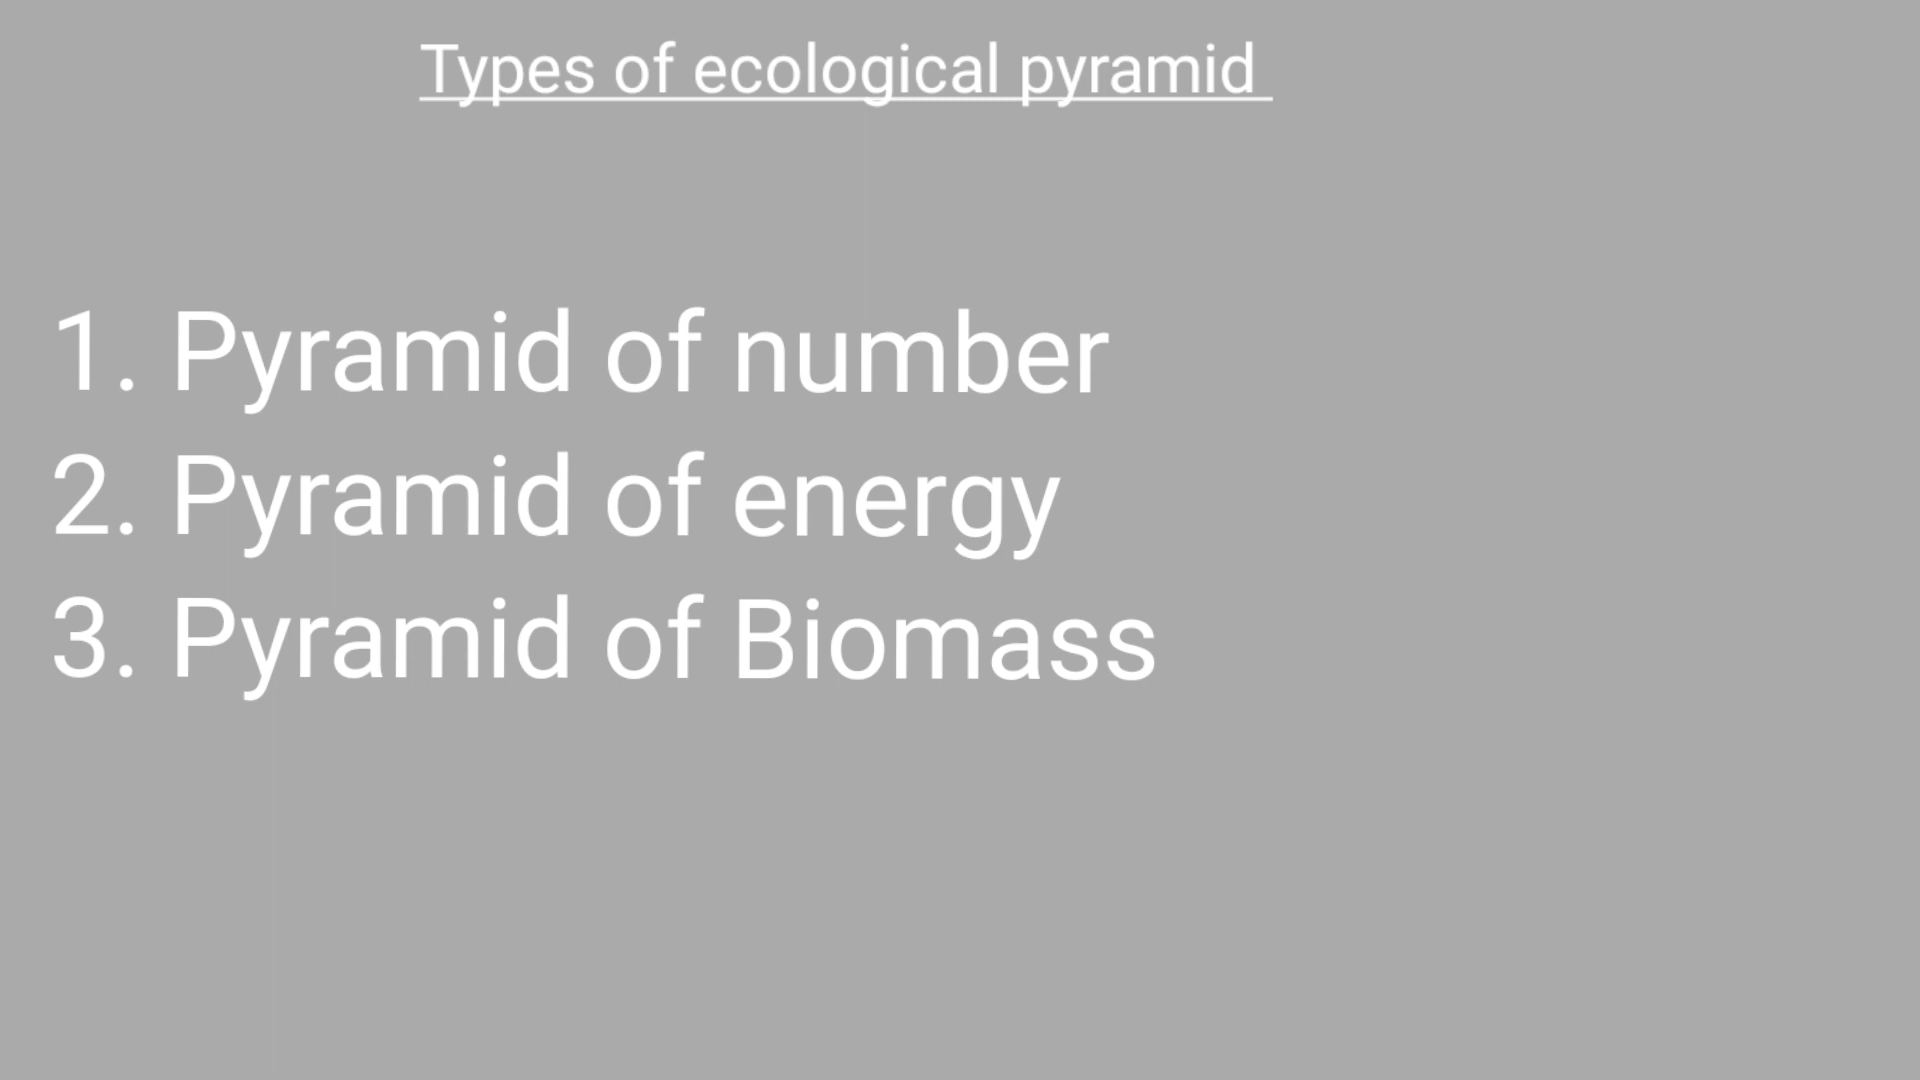 Types of ecological pyramid
1. Pyramid of number
2. Pyramid of energy
3. Pyramid of Biomass